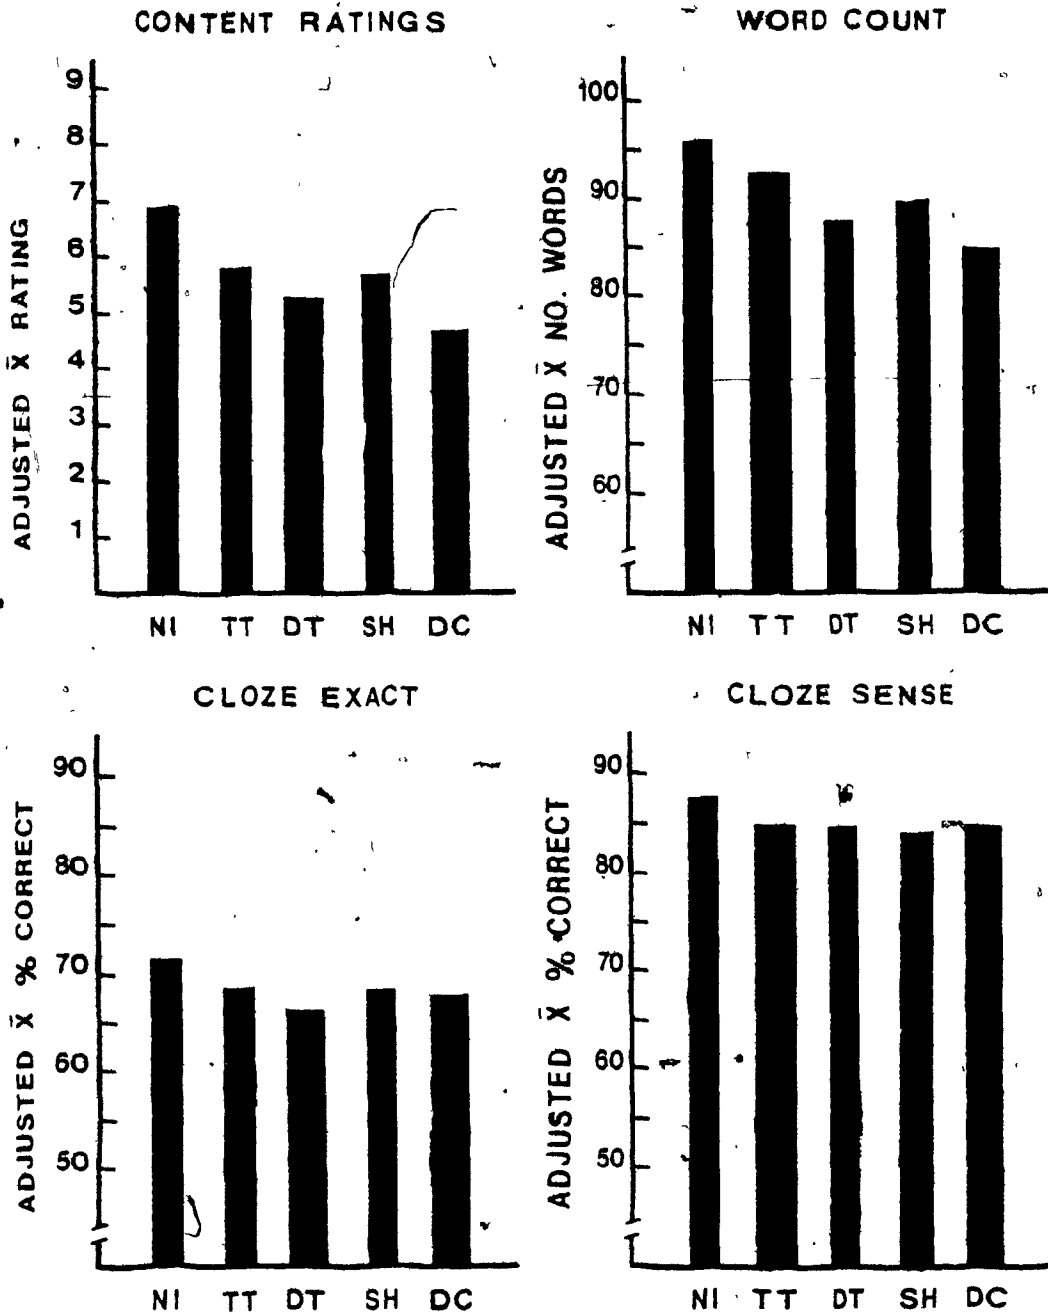 CONTENT RATINGS
ADJUSTED X̄ RATING
9
8
7
6
5
4
3
2
1
NI TT DT SH DC
WORD COUNT
ADJUSTED X̄ NO. WORDS
100
90
80
70
60
NI TT DT SH DC
CLOZE EXACT
ADJUSTED X̄ % CORRECT
90
80
70
60
50
NI TT DT SH DC
CLOZE SENSE
ADJUSTED X̄ % CORRECT
90
80
70
60
50
NI TT DT SH DC